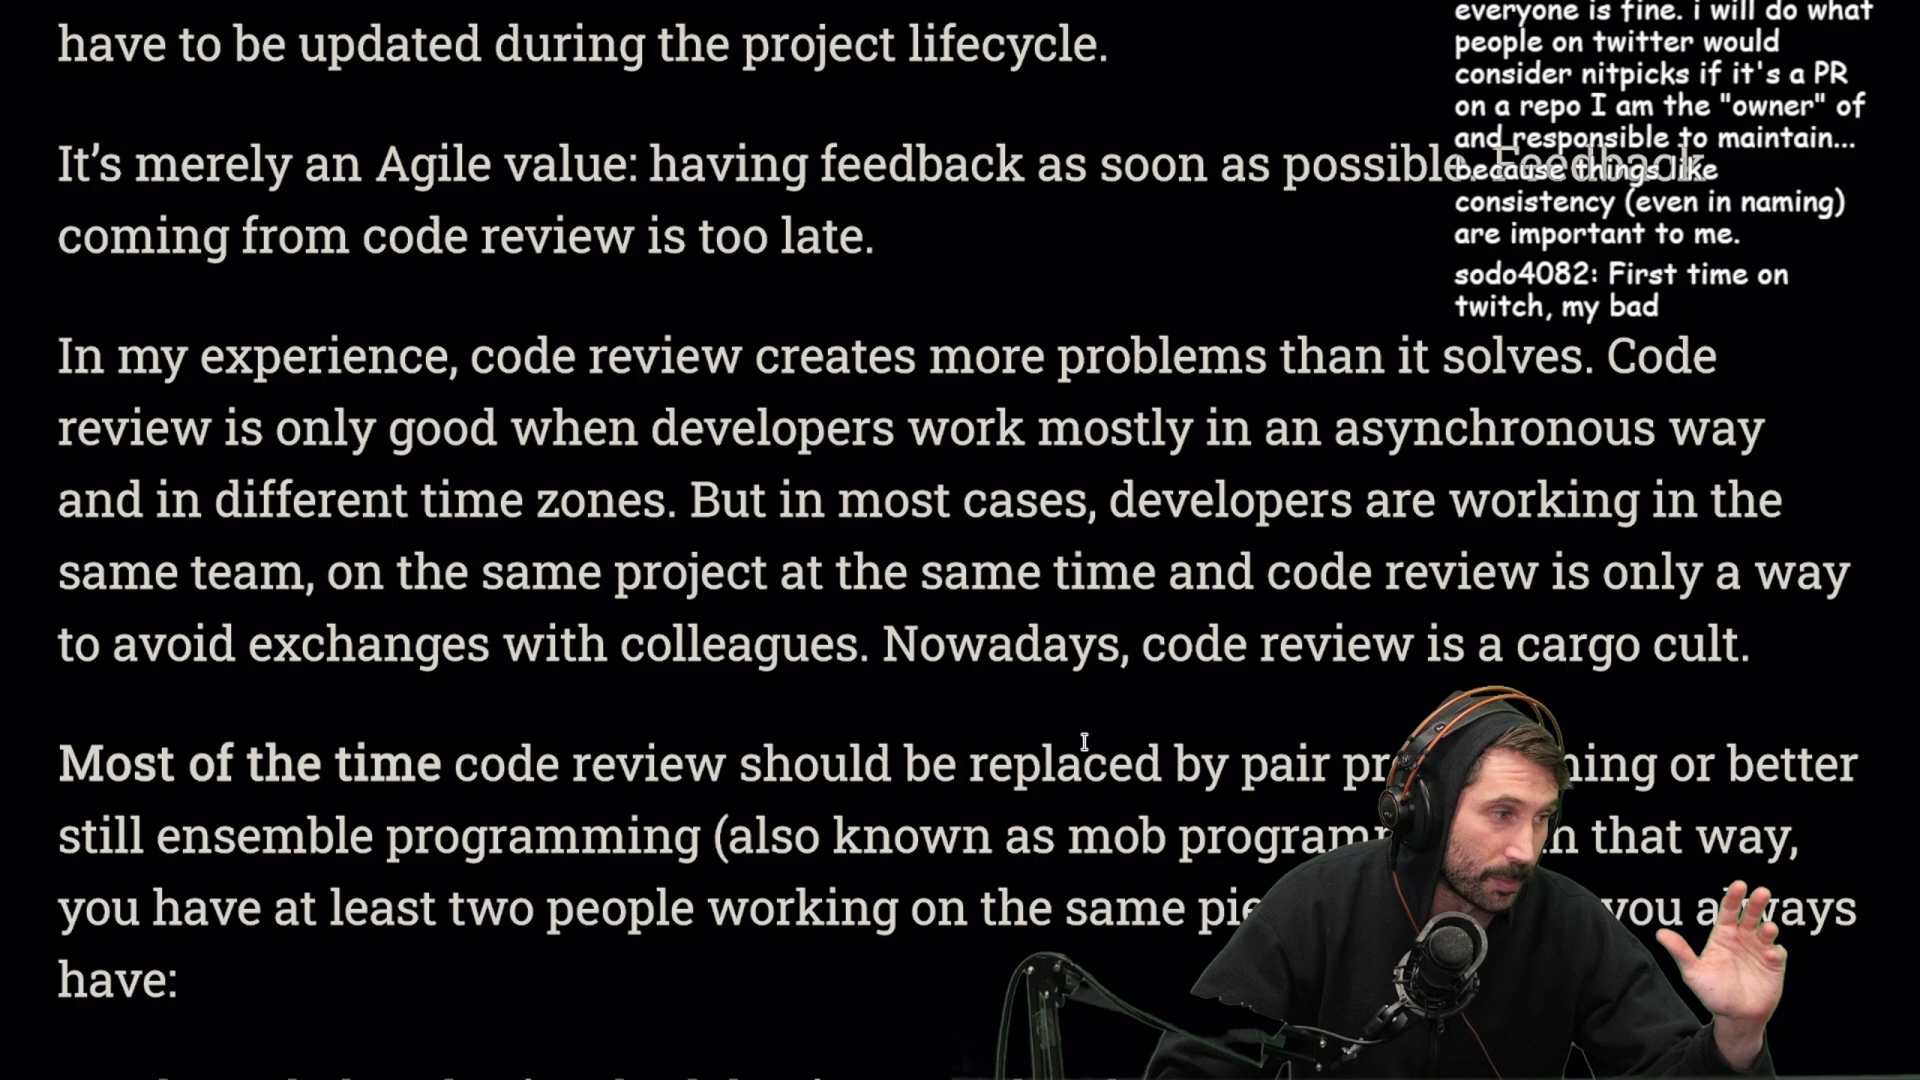 have to be updated during the project lifecycle.
It's merely an Agile value: having feedback as soon as possible. Feedback
coming from code review is too late.
In my experience, code review creates more problems than it solves. Code
review is only good when developers work mostly in an asynchronous way
and in different time zones. But in most cases, developers are working in the
same team, on the same project at the same time and code review is only a way
to avoid exchanges with colleagues. Nowadays, code review is a cargo cult.
Most of the time code review should be replaced by pair or better
still ensemble programming (also known as mob that way,
you have at least two people working on the same you always
have:
everyone is fine. i will do what
people on twitter would
consider nitpicks if it's a PR
on a repo I am the "owner" of
and responsible to maintain...
because things like
consistency (even in naming)
are important to me.
sodo4082: First time on
twitch, my bad